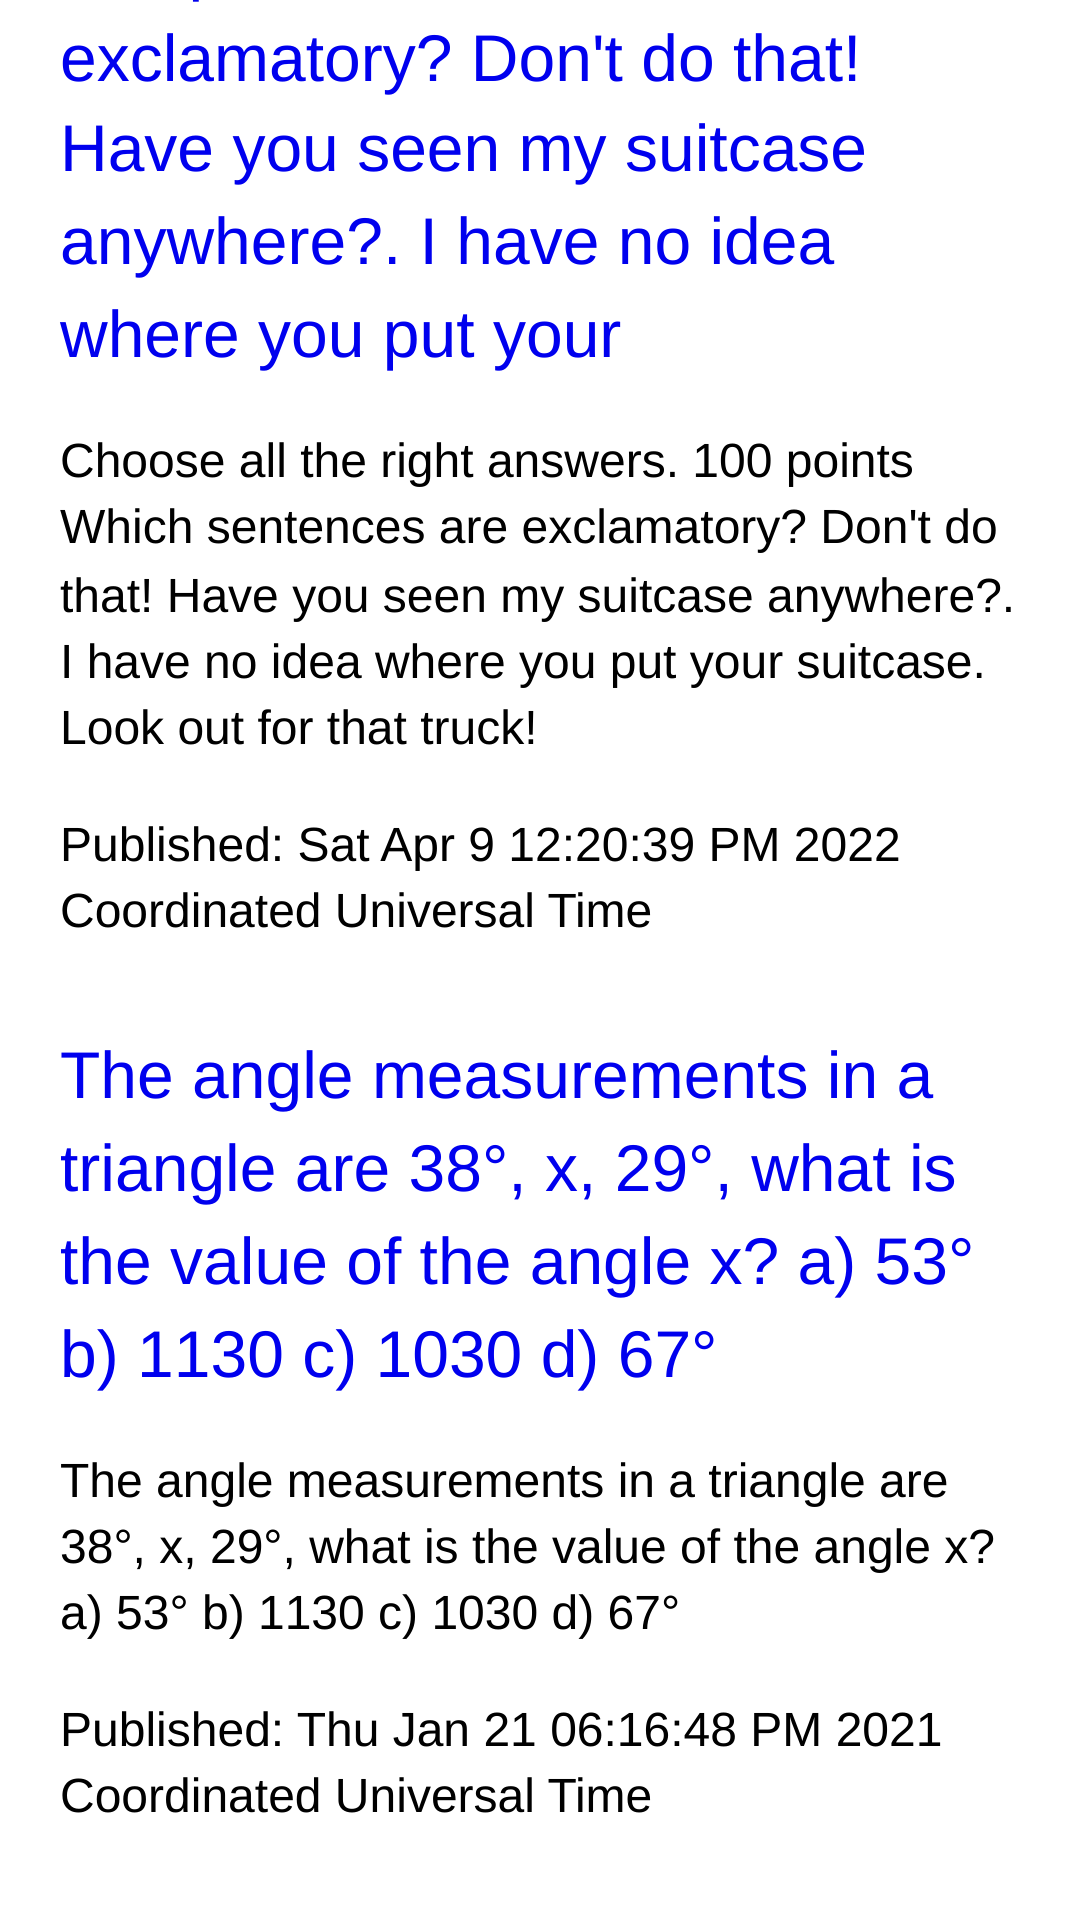 exclamatory? Don't do that!
Have you seen my suitcase
anywhere?. I have no idea
where you put your
Choose all the right answers. 100 points
Which sentences are exclamatory? Don't do
that! Have you seen my suitcase anywhere?.
I have no idea where you put your suitcase.
Look out for that truck!
Published: Sat Apr 9 12:20:39 PM 2022
Coordinated Universal Time
The angle measurements in a
triangle are 38°, x, 29°, what is
the value of the angle x? a) 53°
b) 1130 c) 1030 d) 67°
The angle measurements in a triangle are
38°, x, 29°, what is the value of the angle x?
a) 53° b) 1130 c) 1030 d) 67°
Published: Thu Jan 21 06:16:48 PM 2021
Coordinated Universal Time